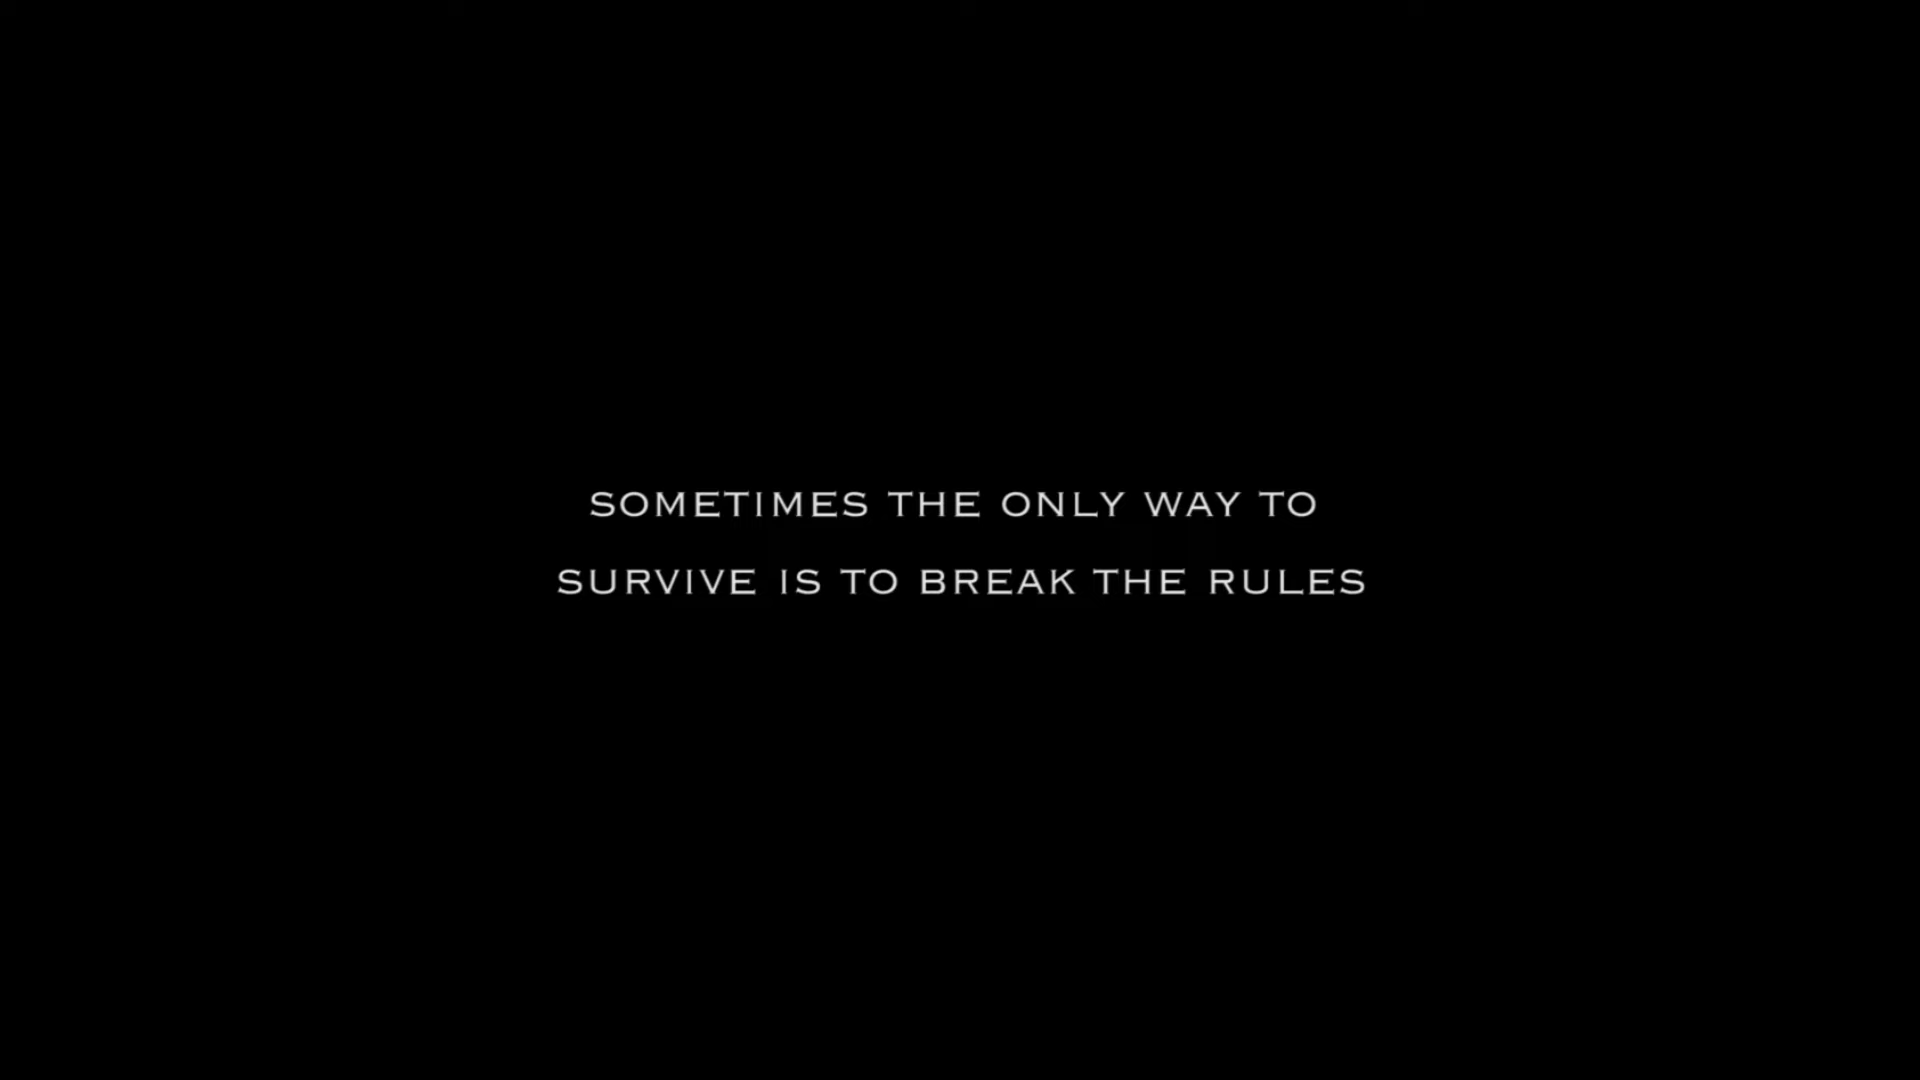 SOMETIMES THE ONLY WAY TO
SURVIVE IS TO BREAK THE RULES